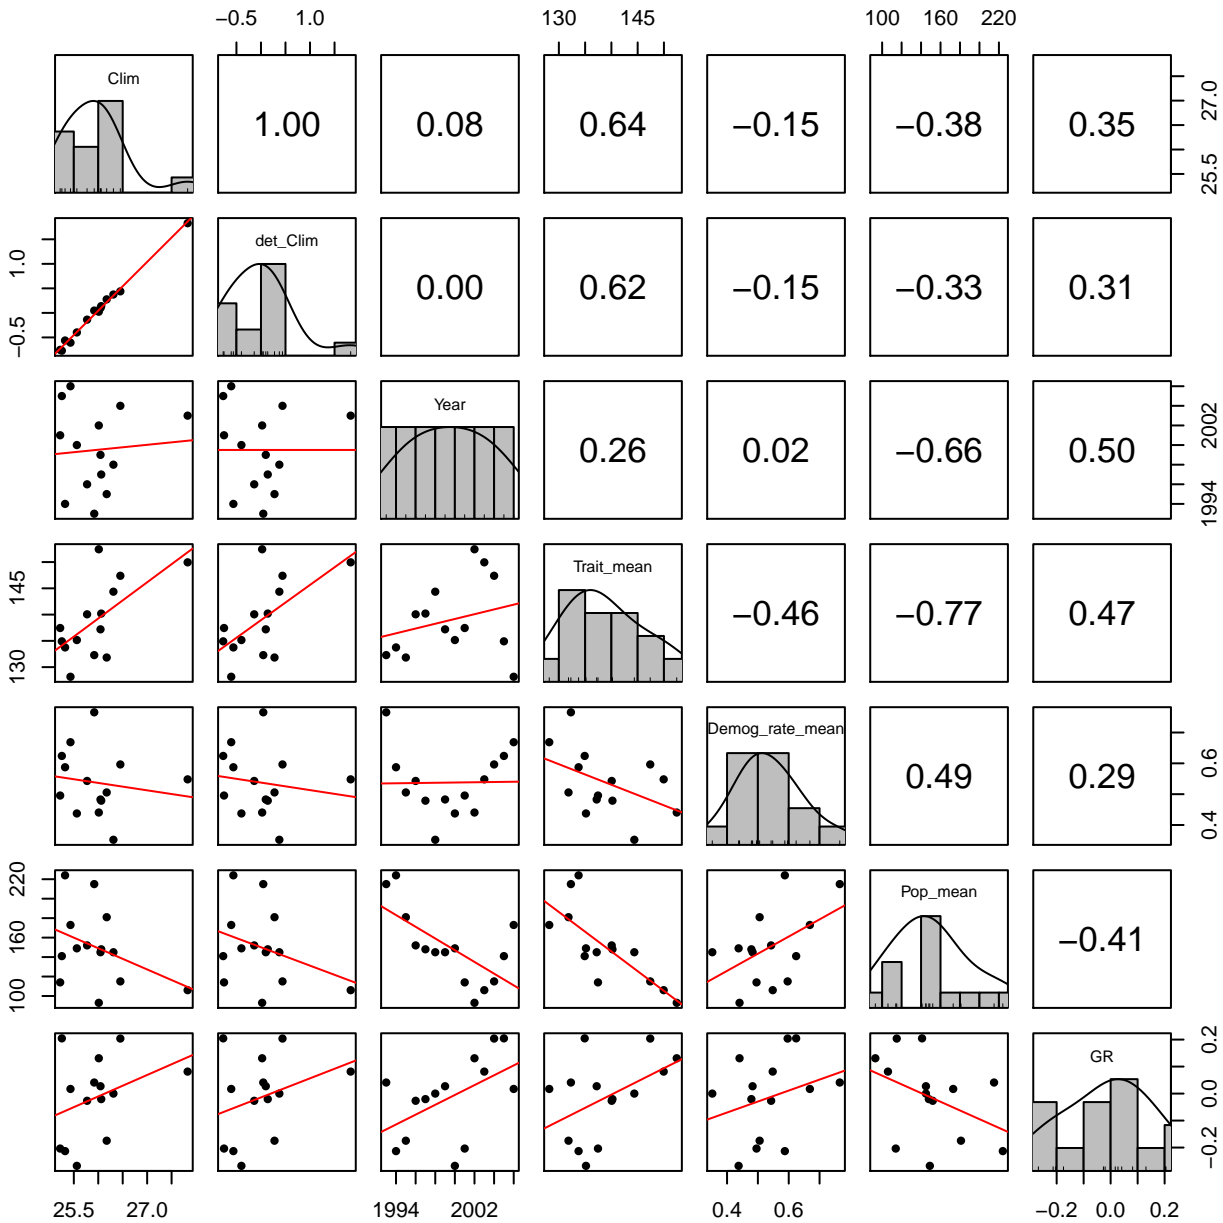 −0.5 1.0 130 145 100 160 220
Clim 1.00 0.08 0.64 −0.15 −0.38 0.35 25.5 27.0
−0.5 1.0 det_Clim 0.00 0.62 −0.15 −0.33 0.31
Year 0.26 0.02 −0.66 0.50 1994 2002
130 145 Trait_mean −0.46 −0.77 0.47
Demog_rate_mean 0.49 0.29 0.4 0.6
100 160 220 Pop_mean −0.41
GR −0.2 0.0 0.2
25.5 27.0 1994 2002 0.4 0.6 −0.2 0.0 0.2